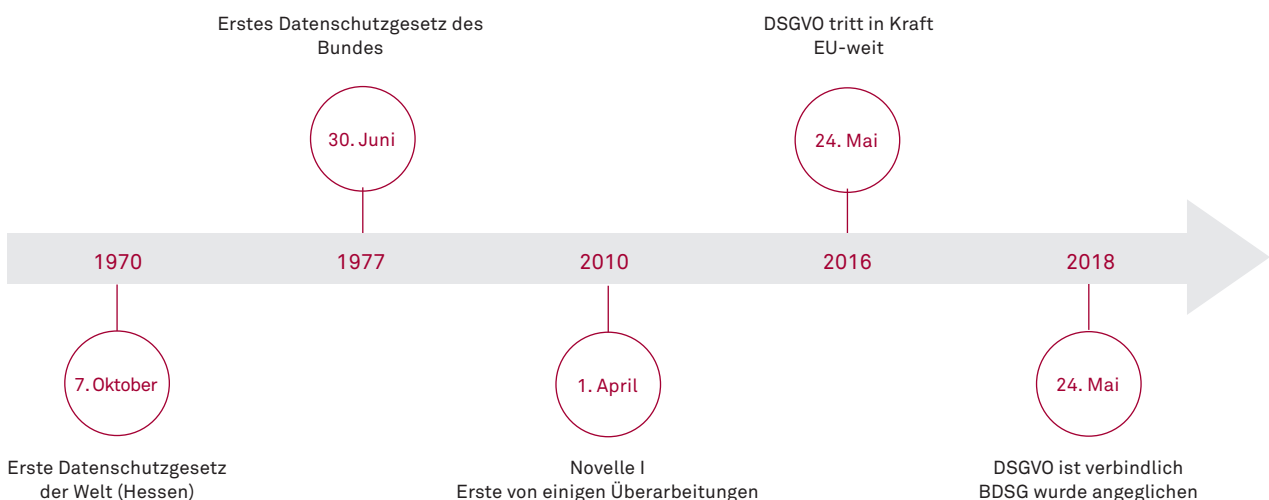 Erstes Datenschutzgesetz des
Bundes
DSGVO tritt in Kraft
EU-weit
30. Juni
24. Mai
1970
1977
2010
2016
2018
7. Oktober
1. April
24. Mai
Erste Datenschutzgesetz
der Welt (Hessen)
Novelle I
Erste von einigen Überarbeitungen
DSGVO ist verbindlich
BDSG wurde angeglichen